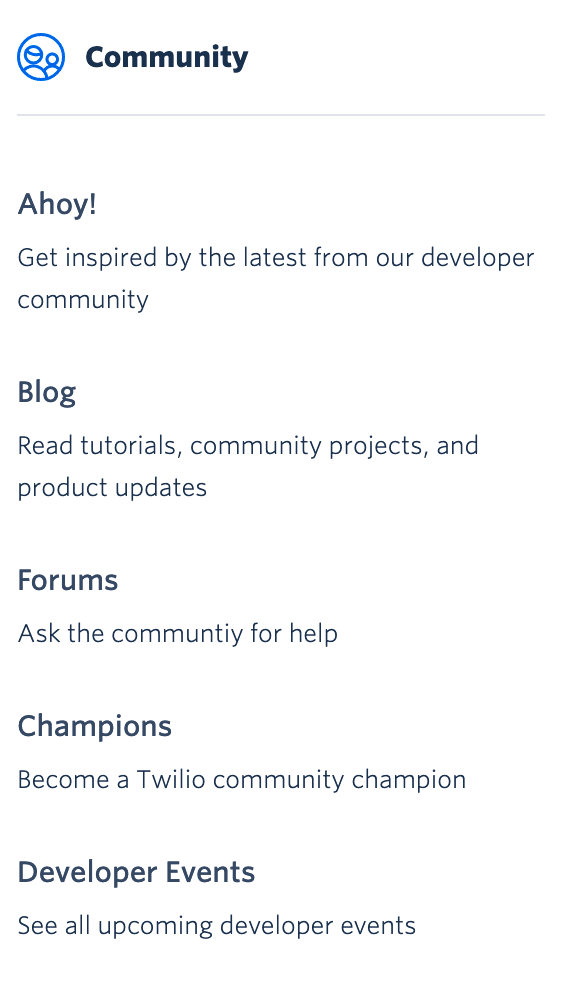 Community
Ahoy!
Get inspired by the latest from our developer
community
Blog
Read tutorials, community projects, and
product updates
Forums
Ask the communtiy for help
Champions
Become a Twilio community champion
Developer Events
See all upcoming developer events